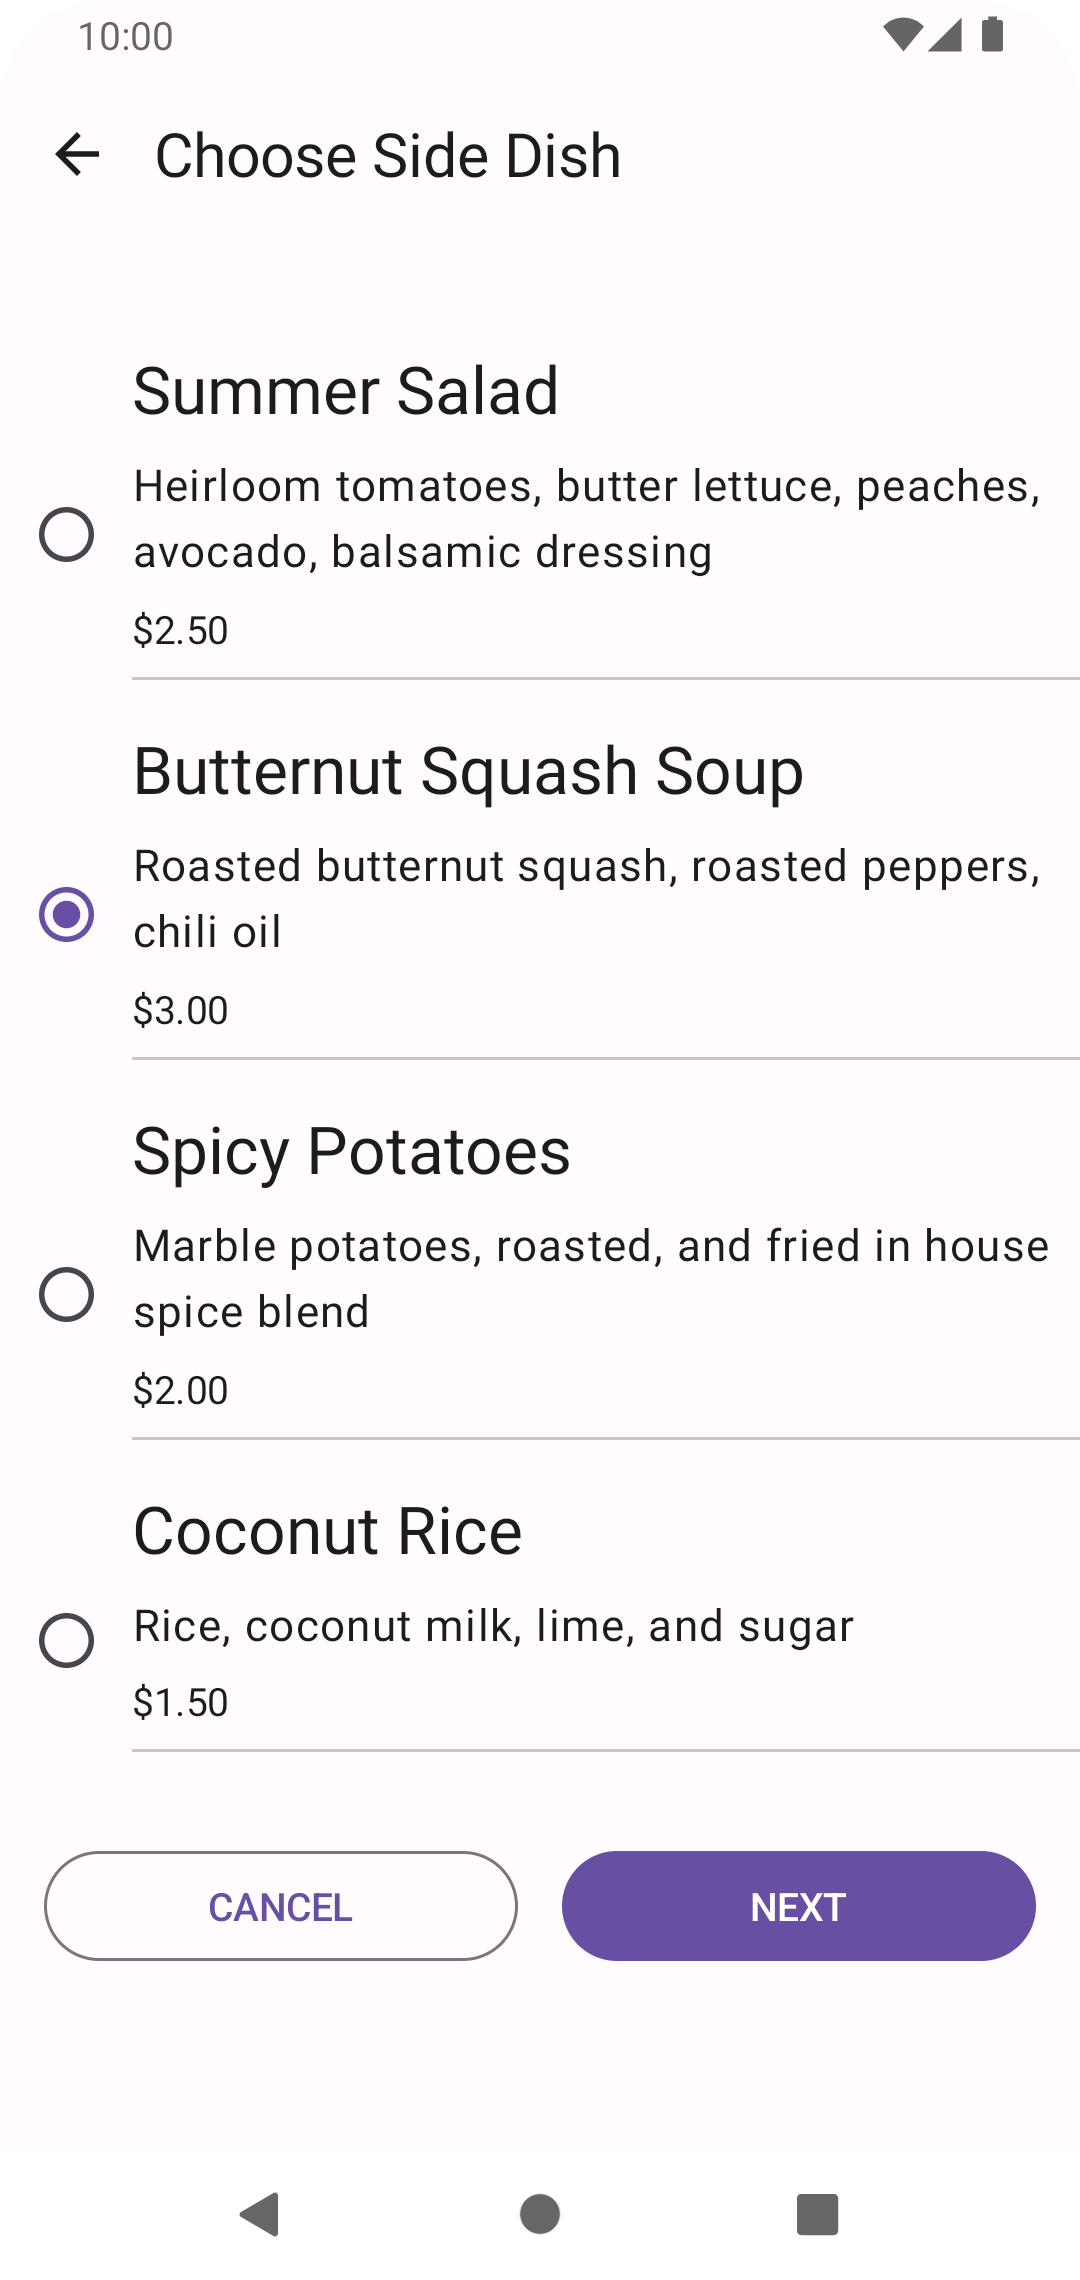 10:00
Choose Side Dish
Summer Salad
Heirloom tomatoes, butter lettuce, peaches,
avocado, balsamic dressing
$2.50
Butternut Squash Soup
Roasted butternut squash, roasted peppers,
chili oil
$3.00
Spicy Potatoes
Marble potatoes, roasted, and fried in house
spice blend
$2.00
Coconut Rice
Rice, coconut milk, lime, and sugar
$1.50
CANCEL
NEXT